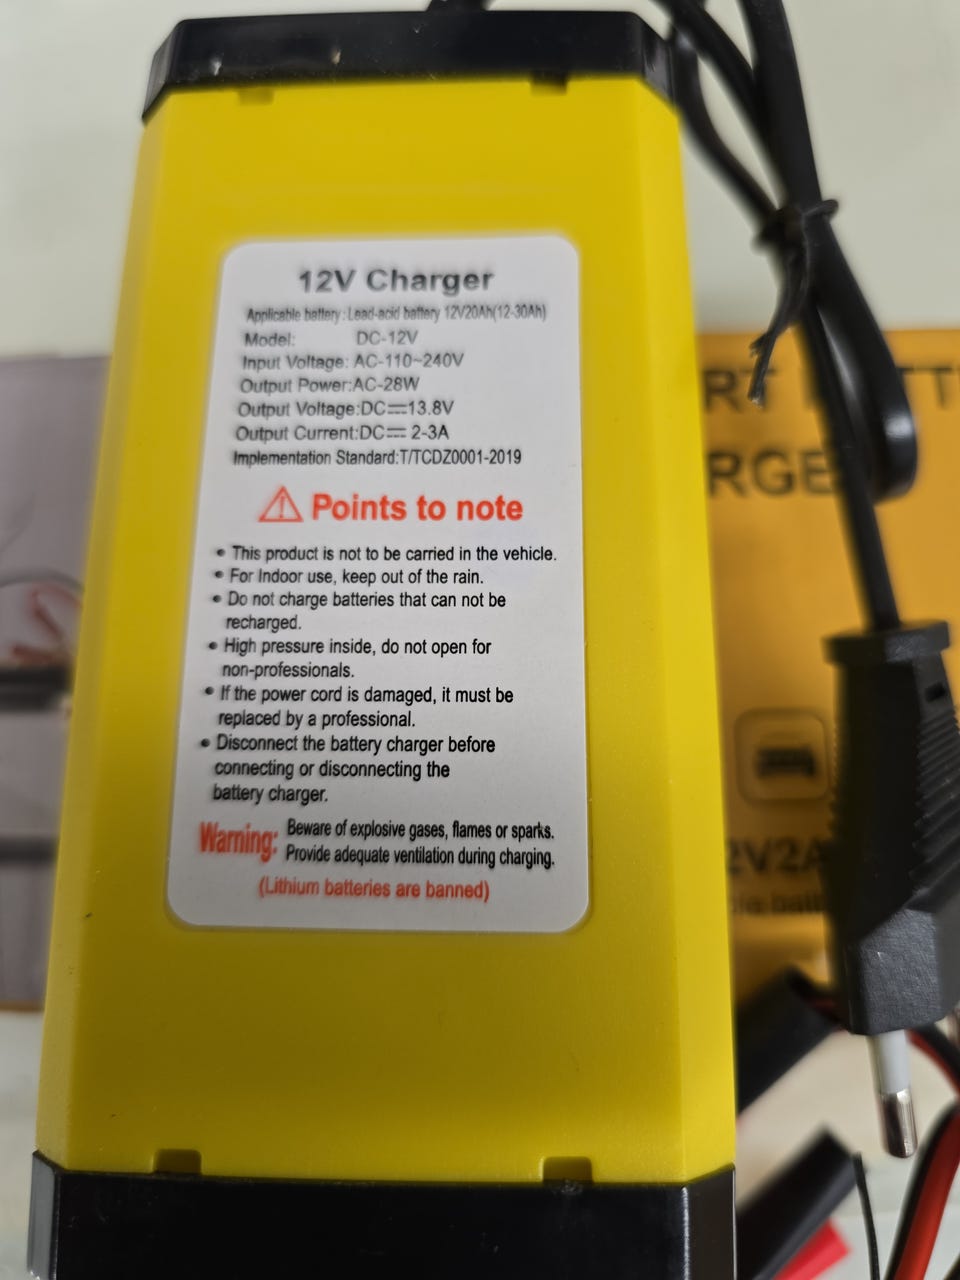 12V Charger
Applicable battery:Lead-acid battery 12V20Ah(12-30Ah)
Model: DC-12V
Input Voltage: AC-110~240V
Output Power:AC-28W
Output Voltage:DC⎓13.8V
Output Current:DC⎓ 2-3A
Implementation Standard:T/TCDZ0001-2019
Points to note
• This product is not to be carried in the vehicle.
• For Indoor use, keep out of the rain.
• Do not charge batteries that can not be
recharged.
• High pressure inside, do not open for
non-professionals.
• If the power cord is damaged, it must be
replaced by a professional.
• Disconnect the battery charger before
connecting or disconnecting the
battery charger.
Warning: Beware of explosive gases, flames or sparks.
Provide adequate ventilation during charging.
(Lithium batteries are banned)
RT
RGE
2V2A